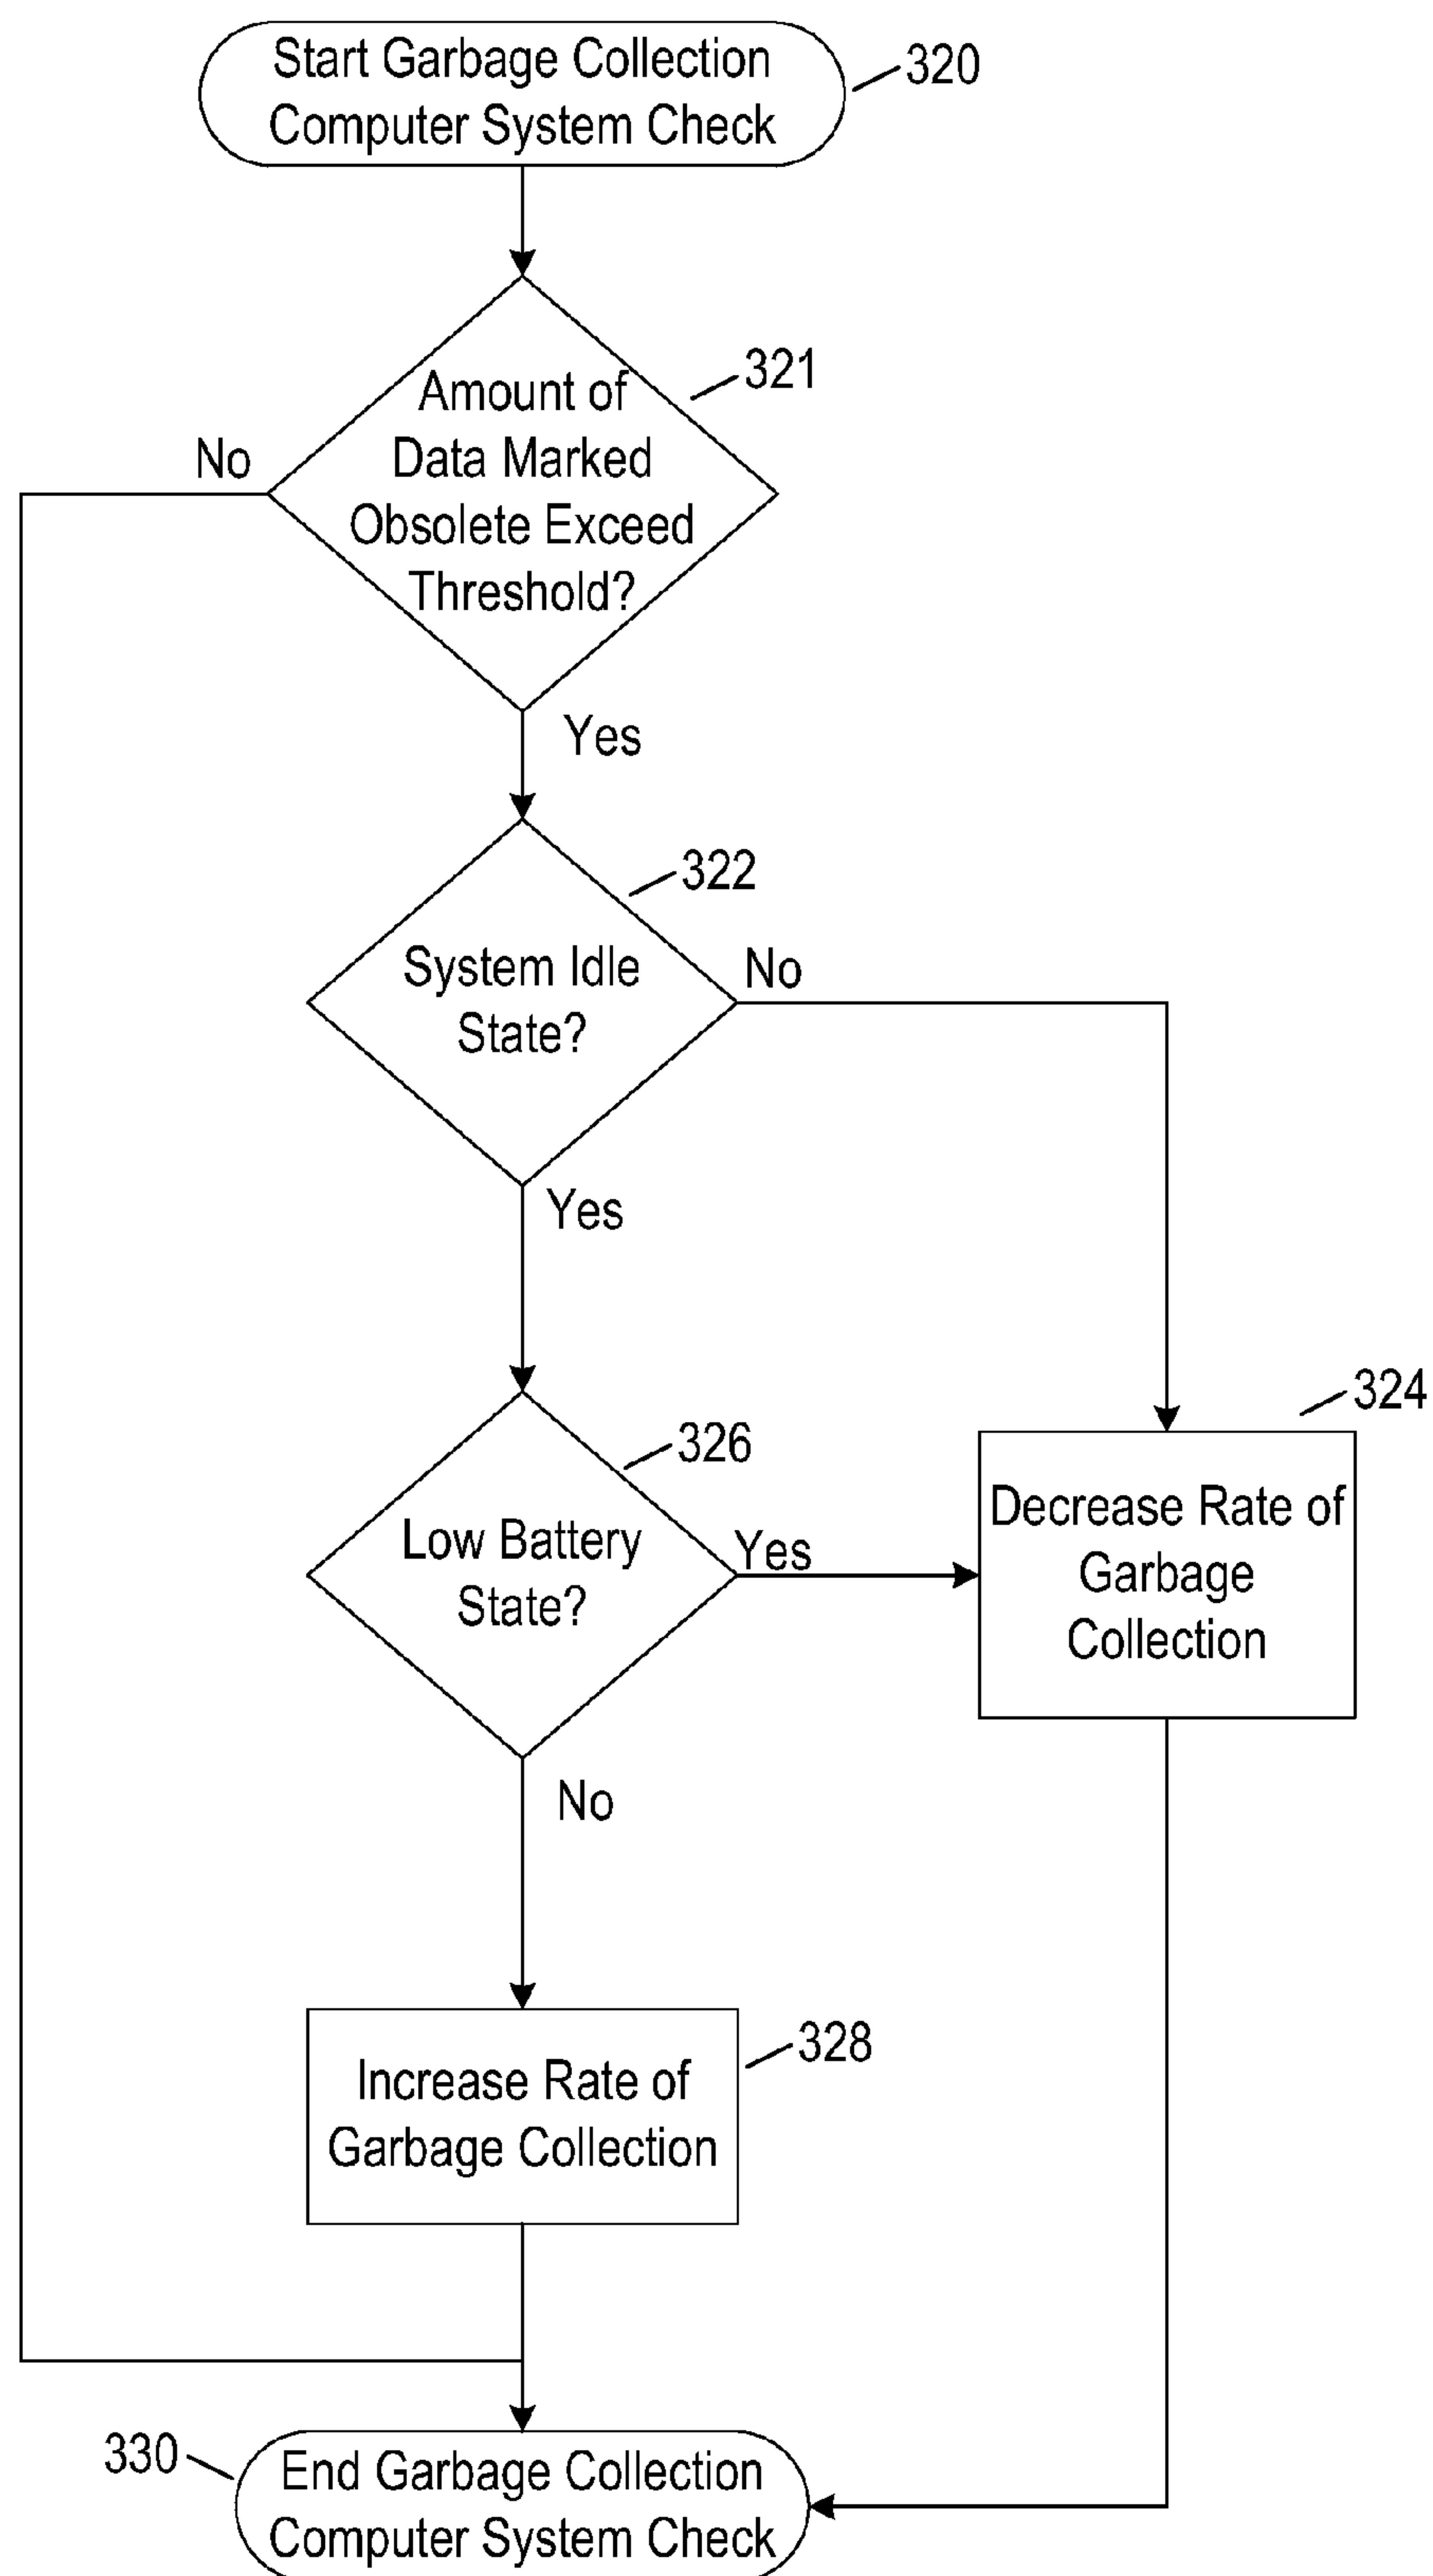 Start Garbage Collection
Computer System Check
320
Amount of
Data Marked
Obsolete Exceed
Threshold?
321
No
Yes
322
System Idle
State?
No
Yes
324
326
Low Battery
State?
Yes
Decrease Rate of
Garbage
Collection
No
Increase Rate of
Garbage Collection
328
330
End Garbage Collection
Computer System Check